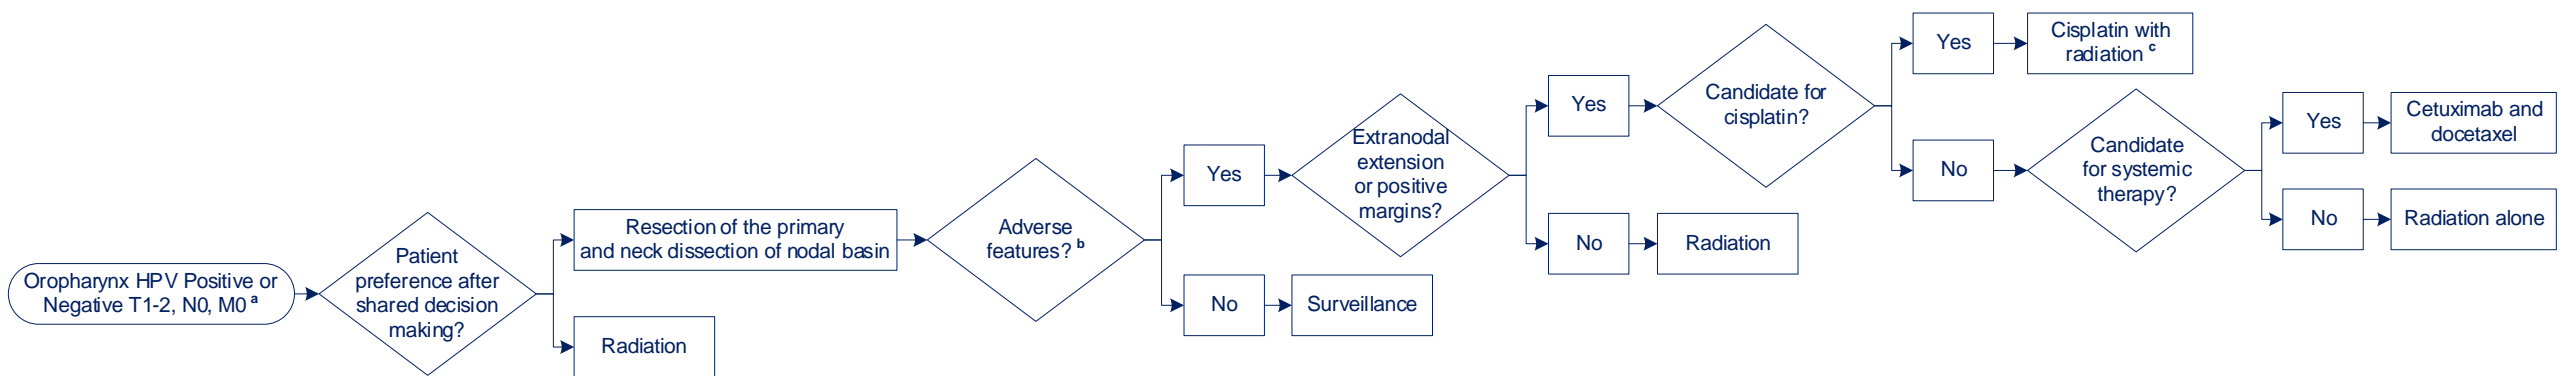 Oropharynx HPV Positive or
Negative T1-2, N0, M0 a
Patient
preference after
shared decision
making?
Resection of the primary
and neck dissection of nodal basin
Radiation
Adverse
features? b
Yes
No
Surveillance
Extranodal
extension
or positive
margins?
Yes
No
Radiation
Candidate for
cisplatin?
Yes
Cisplatin with
radiation c
No
Candidate
for systemic
therapy?
Yes
Cetuximab and
docetaxel
No
Radiation alone